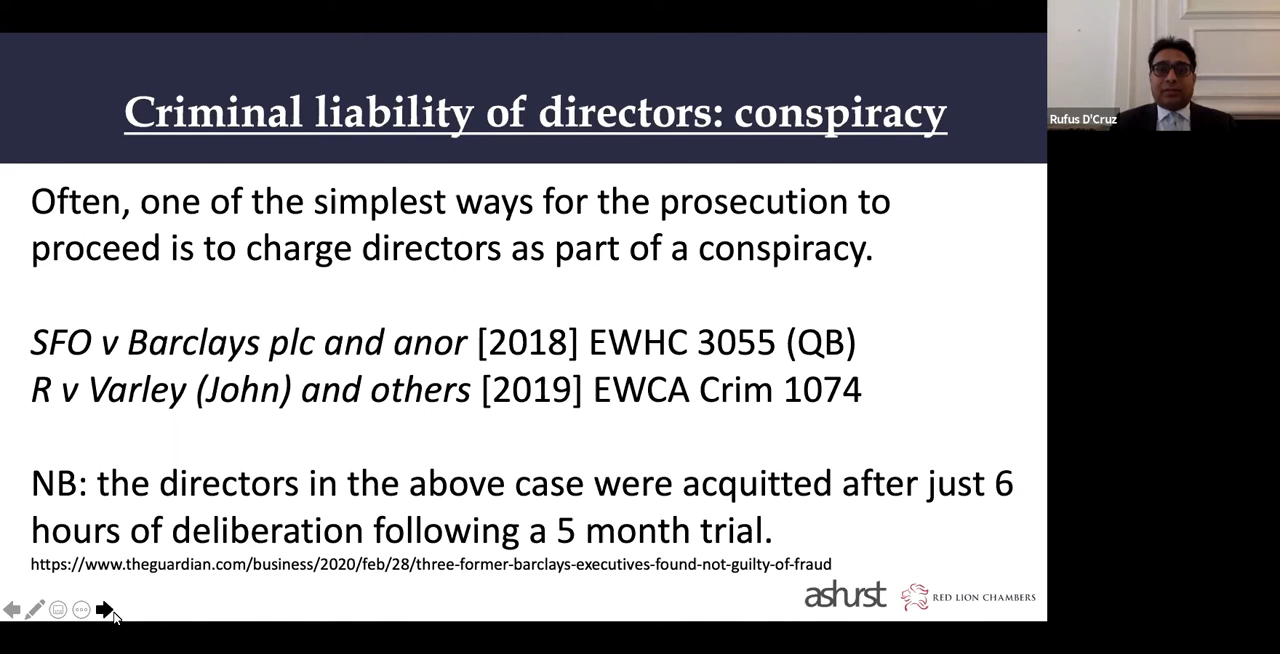 Criminal liability of directors: conspiracy
Rufus D'Cruz
Often, one of the simplest ways for the prosecution to
proceed is to charge directors as part of a conspiracy.
SFO v Barclays plc and anor [2018] EWHC 3055 (QB)
R v Varley (John) and others [2019] EWCA Crim 1074
NB: the directors in the above case were acquitted after just 6
hours of deliberation following a 5 month trial.
https://www.theguardian.com/business/2020/feb/28/three-former-barclays-executives-found-not-guilty-of-fraud
ashurst
RED LION CHAMBERS